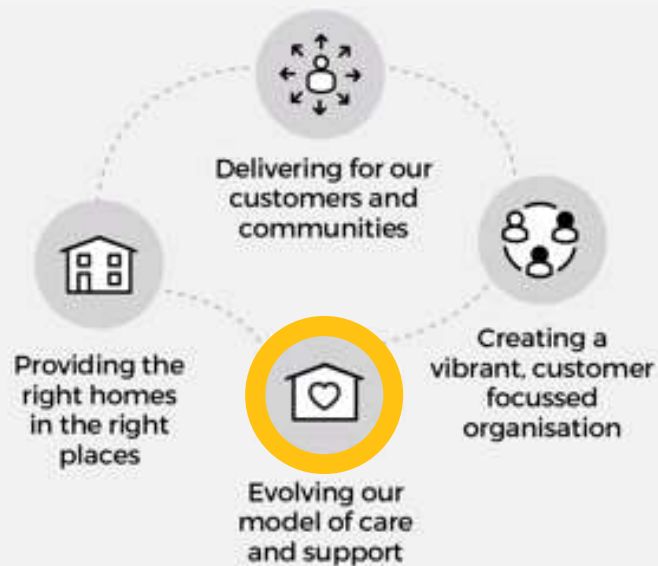 Delivering for our
customers and
communities
Providing the
right homes
in the right
places
Creating a
vibrant, customer
focussed
organisation
Evolving our
model of care
and support